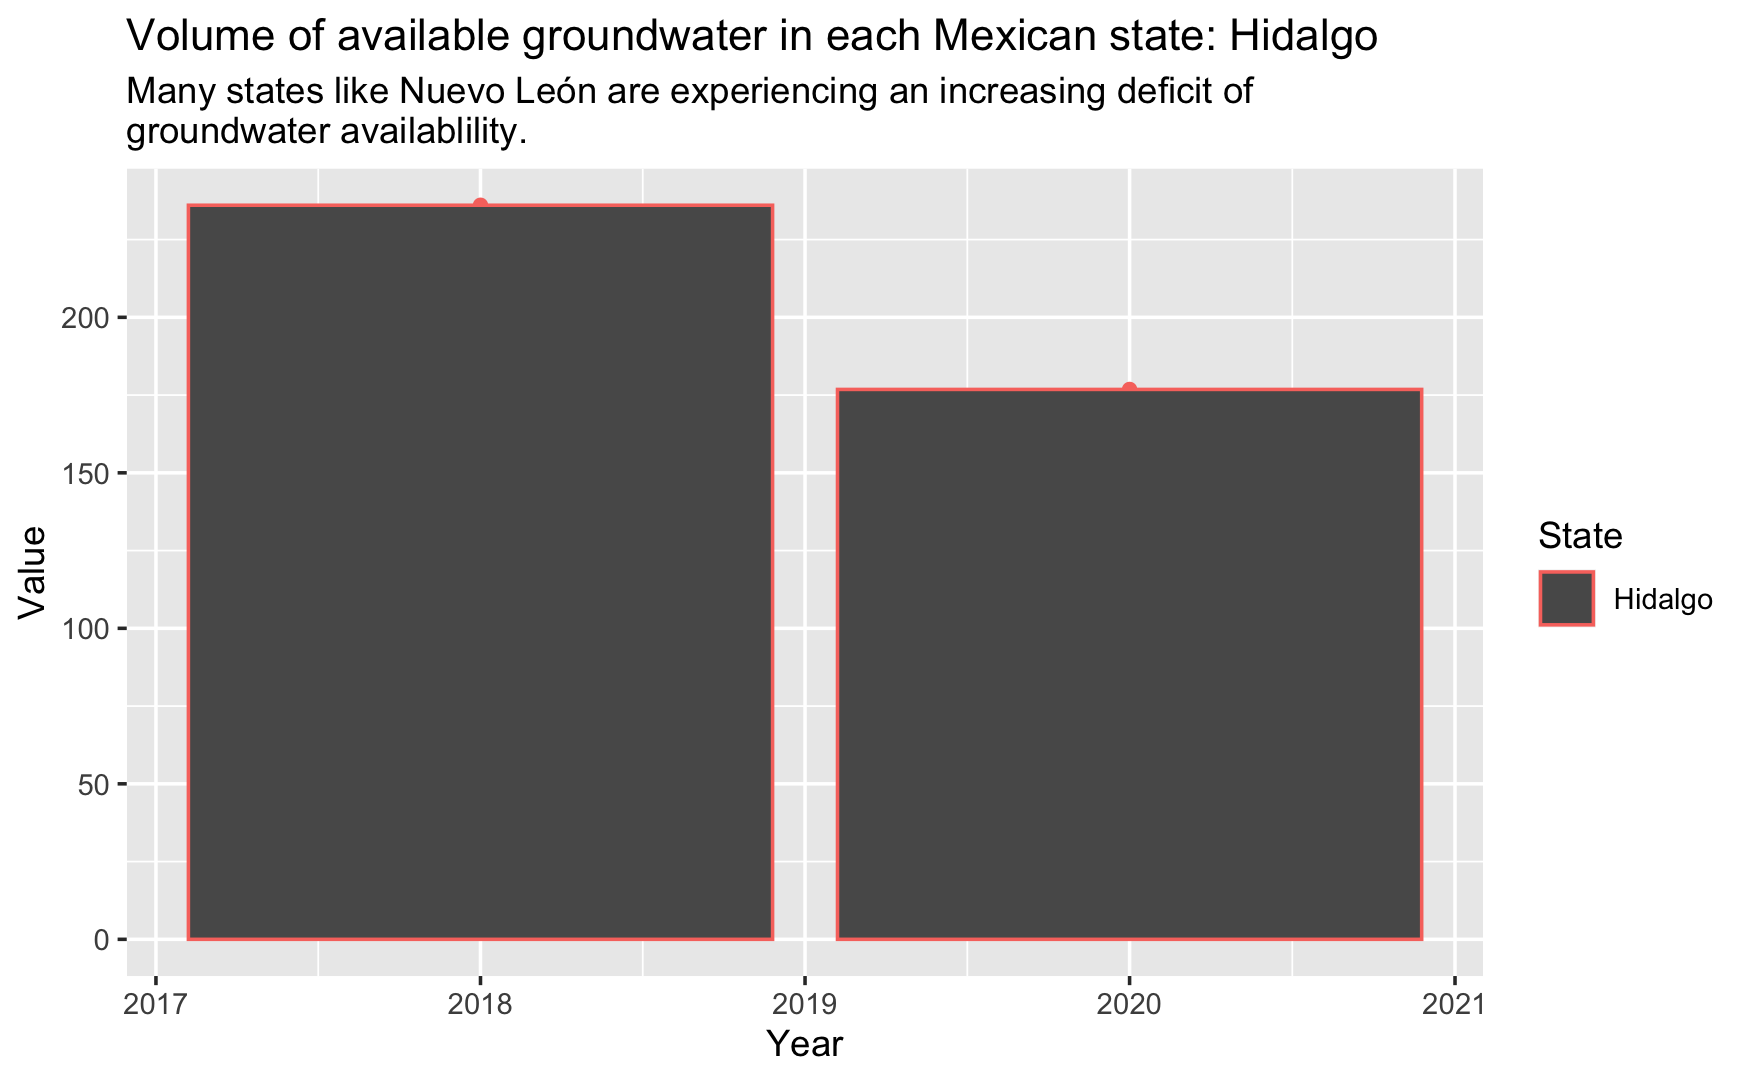 Volume of available groundwater in each Mexican state: Hidalgo
Many states like Nuevo León are experiencing an increasing deficit of
groundwater availablility.
200
150
100
50
0
Value
2017 2018 2019 2020 2021
Year
State
Hidalgo